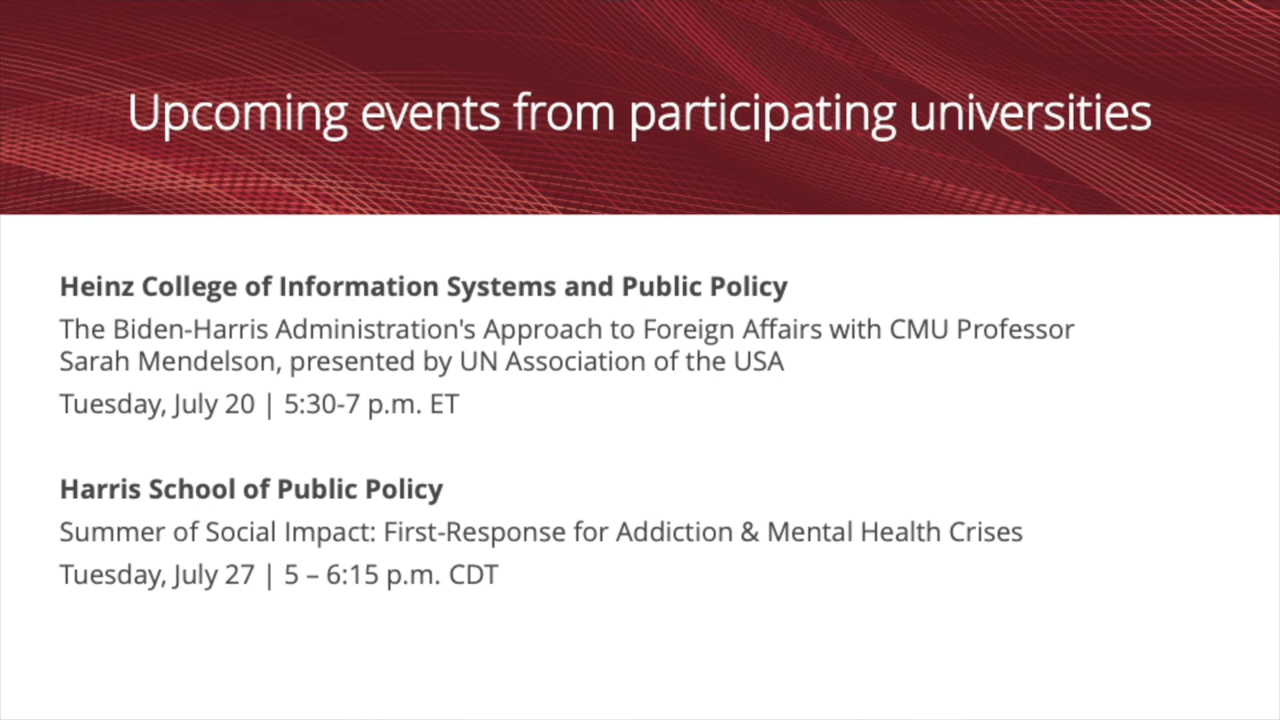 Upcoming events from participating universities
Heinz College of Information Systems and Public Policy
The Biden-Harris Administration's Approach to Foreign Affairs with CMU Professor
Sarah Mendelson, presented by UN Association of the USA
Tuesday, July 20 | 5:30-7 p.m. ET
Harris School of Public Policy
Summer of Social Impact: First-Response for Addiction & Mental Health Crises
Tuesday, July 27 | 5 – 6:15 p.m. CDT